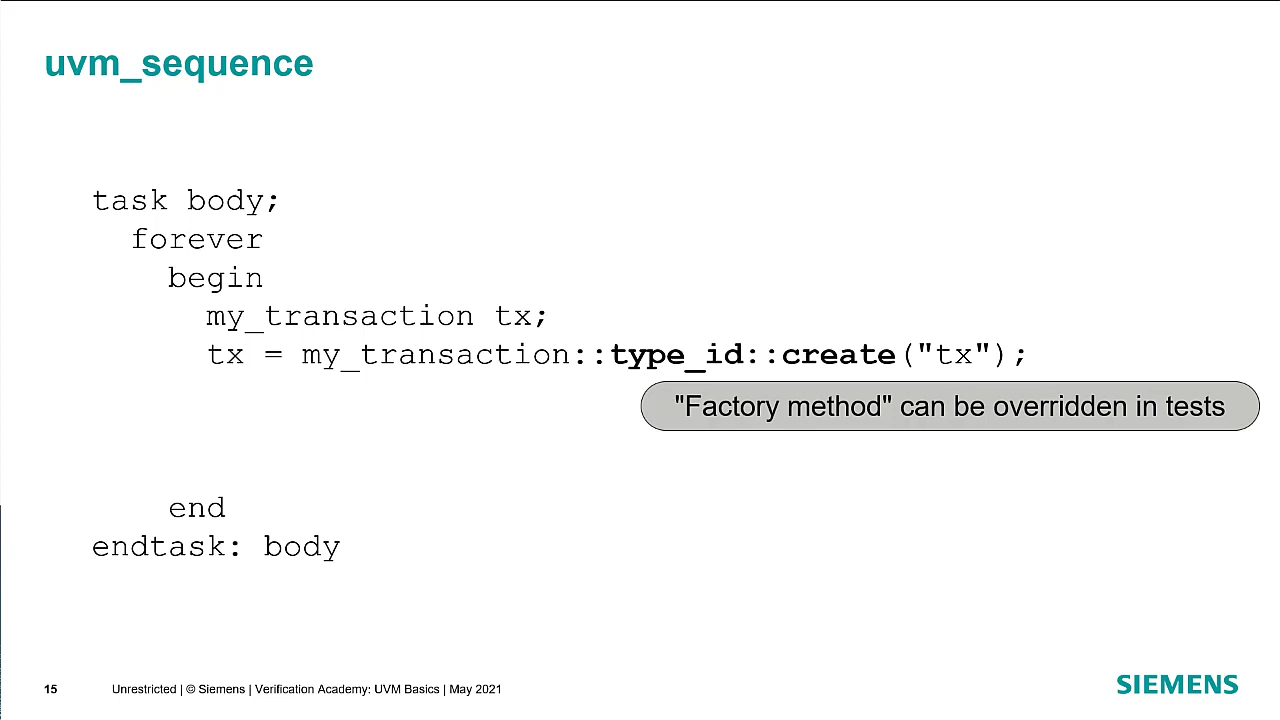 uvm_sequence
task body;
forever
begin
my_transaction tx;
tx = my_transaction::type_id::create("tx");
"Factory method" can be overridden in tests
end
endtask: body
15 Unrestricted | © Siemens | Verification Academy: UVM Basics | May 2021
SIEMENS